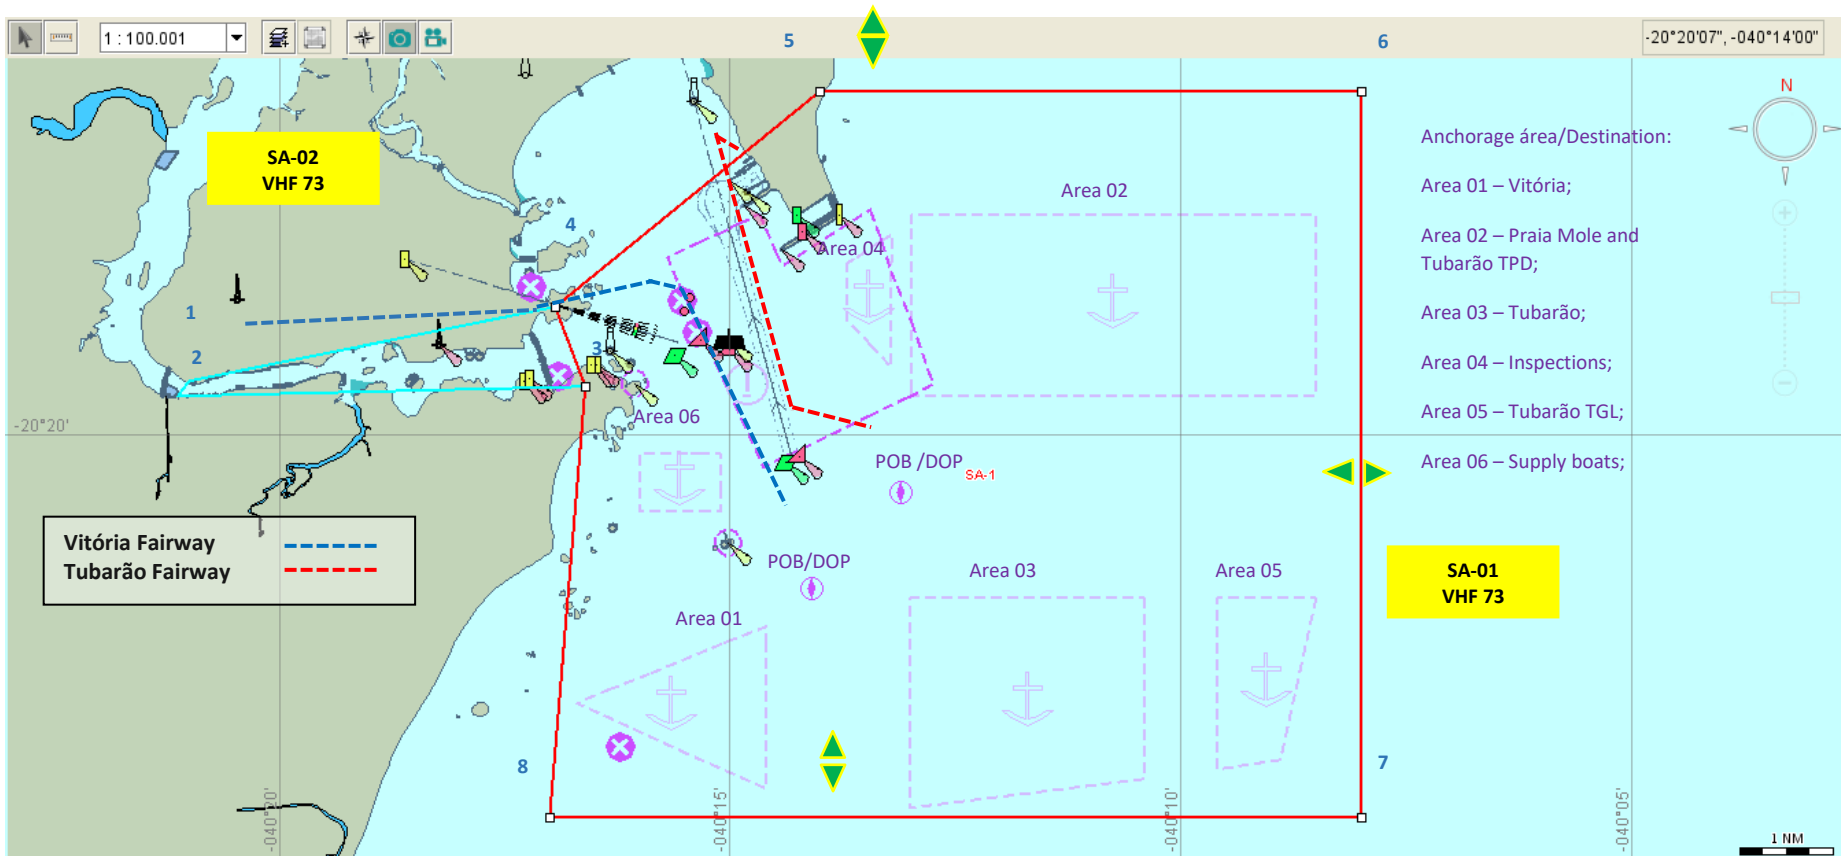 1 : 100.001
5
6
-20°20'07", -040°14'00"
N
SA-02
VHF 73
Anchorage área/Destination:
Area 01 – Vitória;
Area 02 – Praia Mole and
Tubarão TPD;
Area 03 – Tubarão;
Area 04 – Inspections;
Area 05 – Tubarão TGL;
Area 06 – Supply boats;
Area 02
4
Area 04
1
2
3
Area 06
-20°20'
POB /DOP
SA-1
Vitória Fairway
Tubarão Fairway
POB/DOP
Area 03
Area 05
SA-01
VHF 73
Area 01
8
7
-040°20'
-040°15'
-040°10'
-040°05'
1 NM